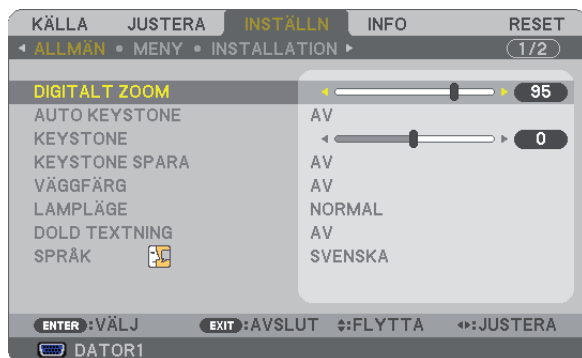 KÄLLA JUSTERA INSTÄLLN INFO RESET
ALLMÄN • MENY • INSTALLATION 1/2
DIGITALT ZOOM 95
AUTO KEYSTONE AV
KEYSTONE 0
KEYSTONE SPARA AV
VÄGGFÄRG AV
LAMPLÄGE NORMAL
DOLD TEXTNING AV
SPRÅK SVENSKA
ENTER :VÄLJ EXIT :AVSLUT :FLYTTA :JUSTERA
DATOR1